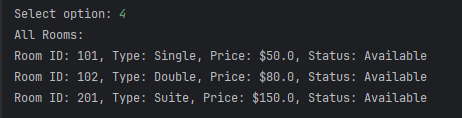 Select option: 4
All Rooms:
Room ID: 101, Type: Single, Price: $50.0, Status: Available
Room ID: 102, Type: Double, Price: $80.0, Status: Available
Room ID: 201, Type: Suite, Price: $150.0, Status: Available